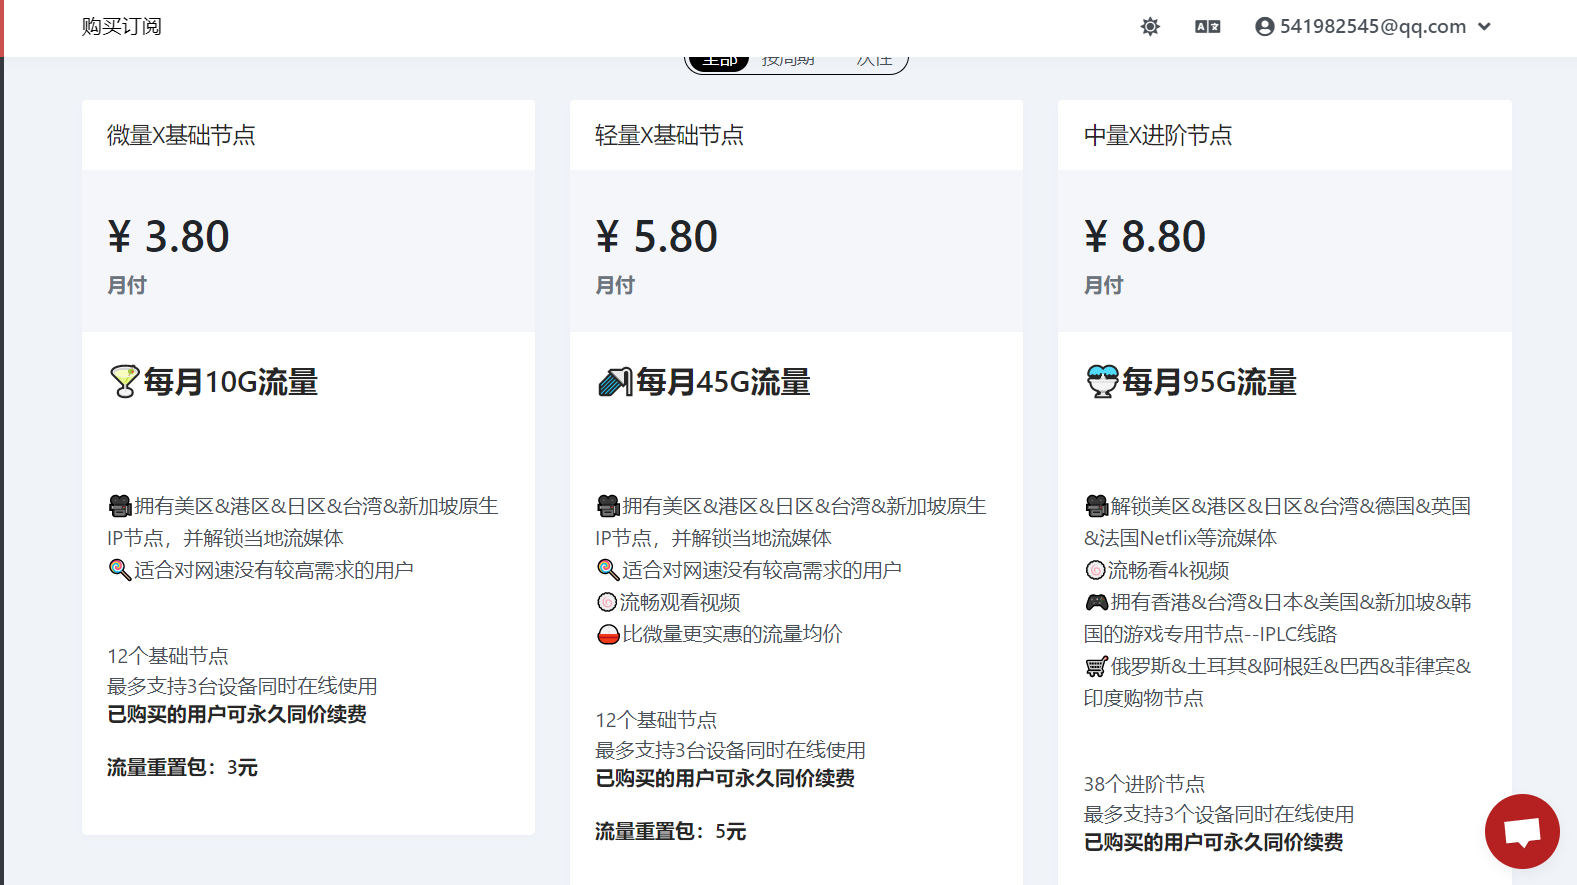 购买订阅
541982545@qq.com
全部 按周期 一次性
微量X基础节点
¥ 3.80
月付
每月10G流量
拥有美区&港区&日区&台湾&新加坡原生
IP节点，并解锁当地流媒体
适合对网速没有较高需求的用户
12个基础节点
最多支持3台设备同时在线使用
已购买的用户可永久同价续费
流量重置包：3元
轻量X基础节点
¥ 5.80
月付
每月45G流量
拥有美区&港区&日区&台湾&新加坡原生
IP节点，并解锁当地流媒体
适合对网速没有较高需求的用户
流畅观看视频
比微量更实惠的流量均价
12个基础节点
最多支持3台设备同时在线使用
已购买的用户可永久同价续费
流量重置包：5元
中量X进阶节点
¥ 8.80
月付
每月95G流量
解锁美区&港区&日区&台湾&德国&英国
&法国Netflix等流媒体
流畅看4k视频
拥有香港&台湾&日本&美国&新加坡&韩
国的游戏专用节点--IPLC线路
俄罗斯&土耳其&阿根廷&巴西&菲律宾&
印度购物节点
38个进阶节点
最多支持3个设备同时在线使用
已购买的用户可永久同价续费